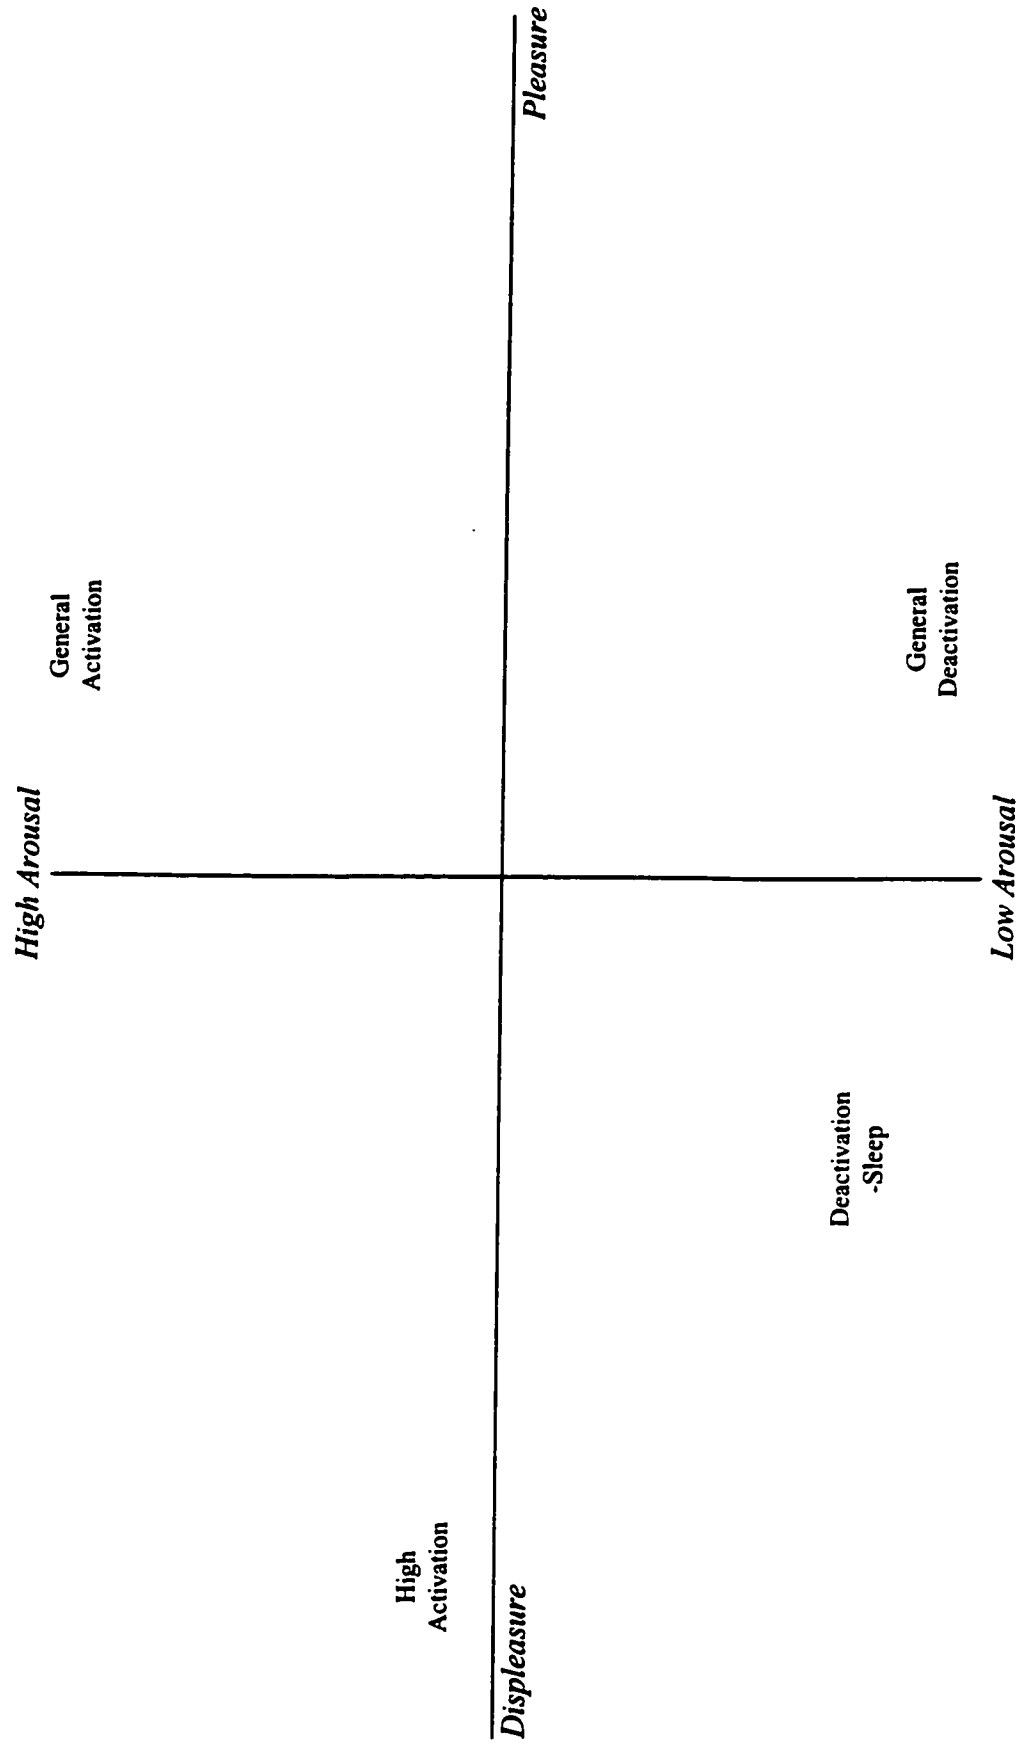 High Arousal
General
Activation
High
Activation
Displeasure
Pleasure
Deactivation
-Sleep
General
Deactivation
Low Arousal